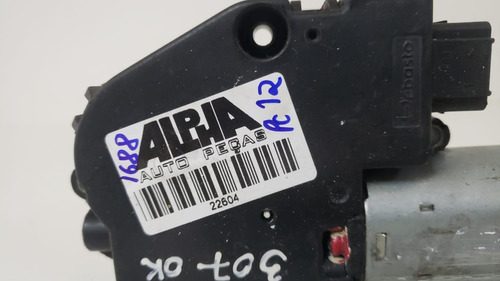 Webasto
1688
ALPHA
AUTO PEÇAS
22604
A 12
307 OK